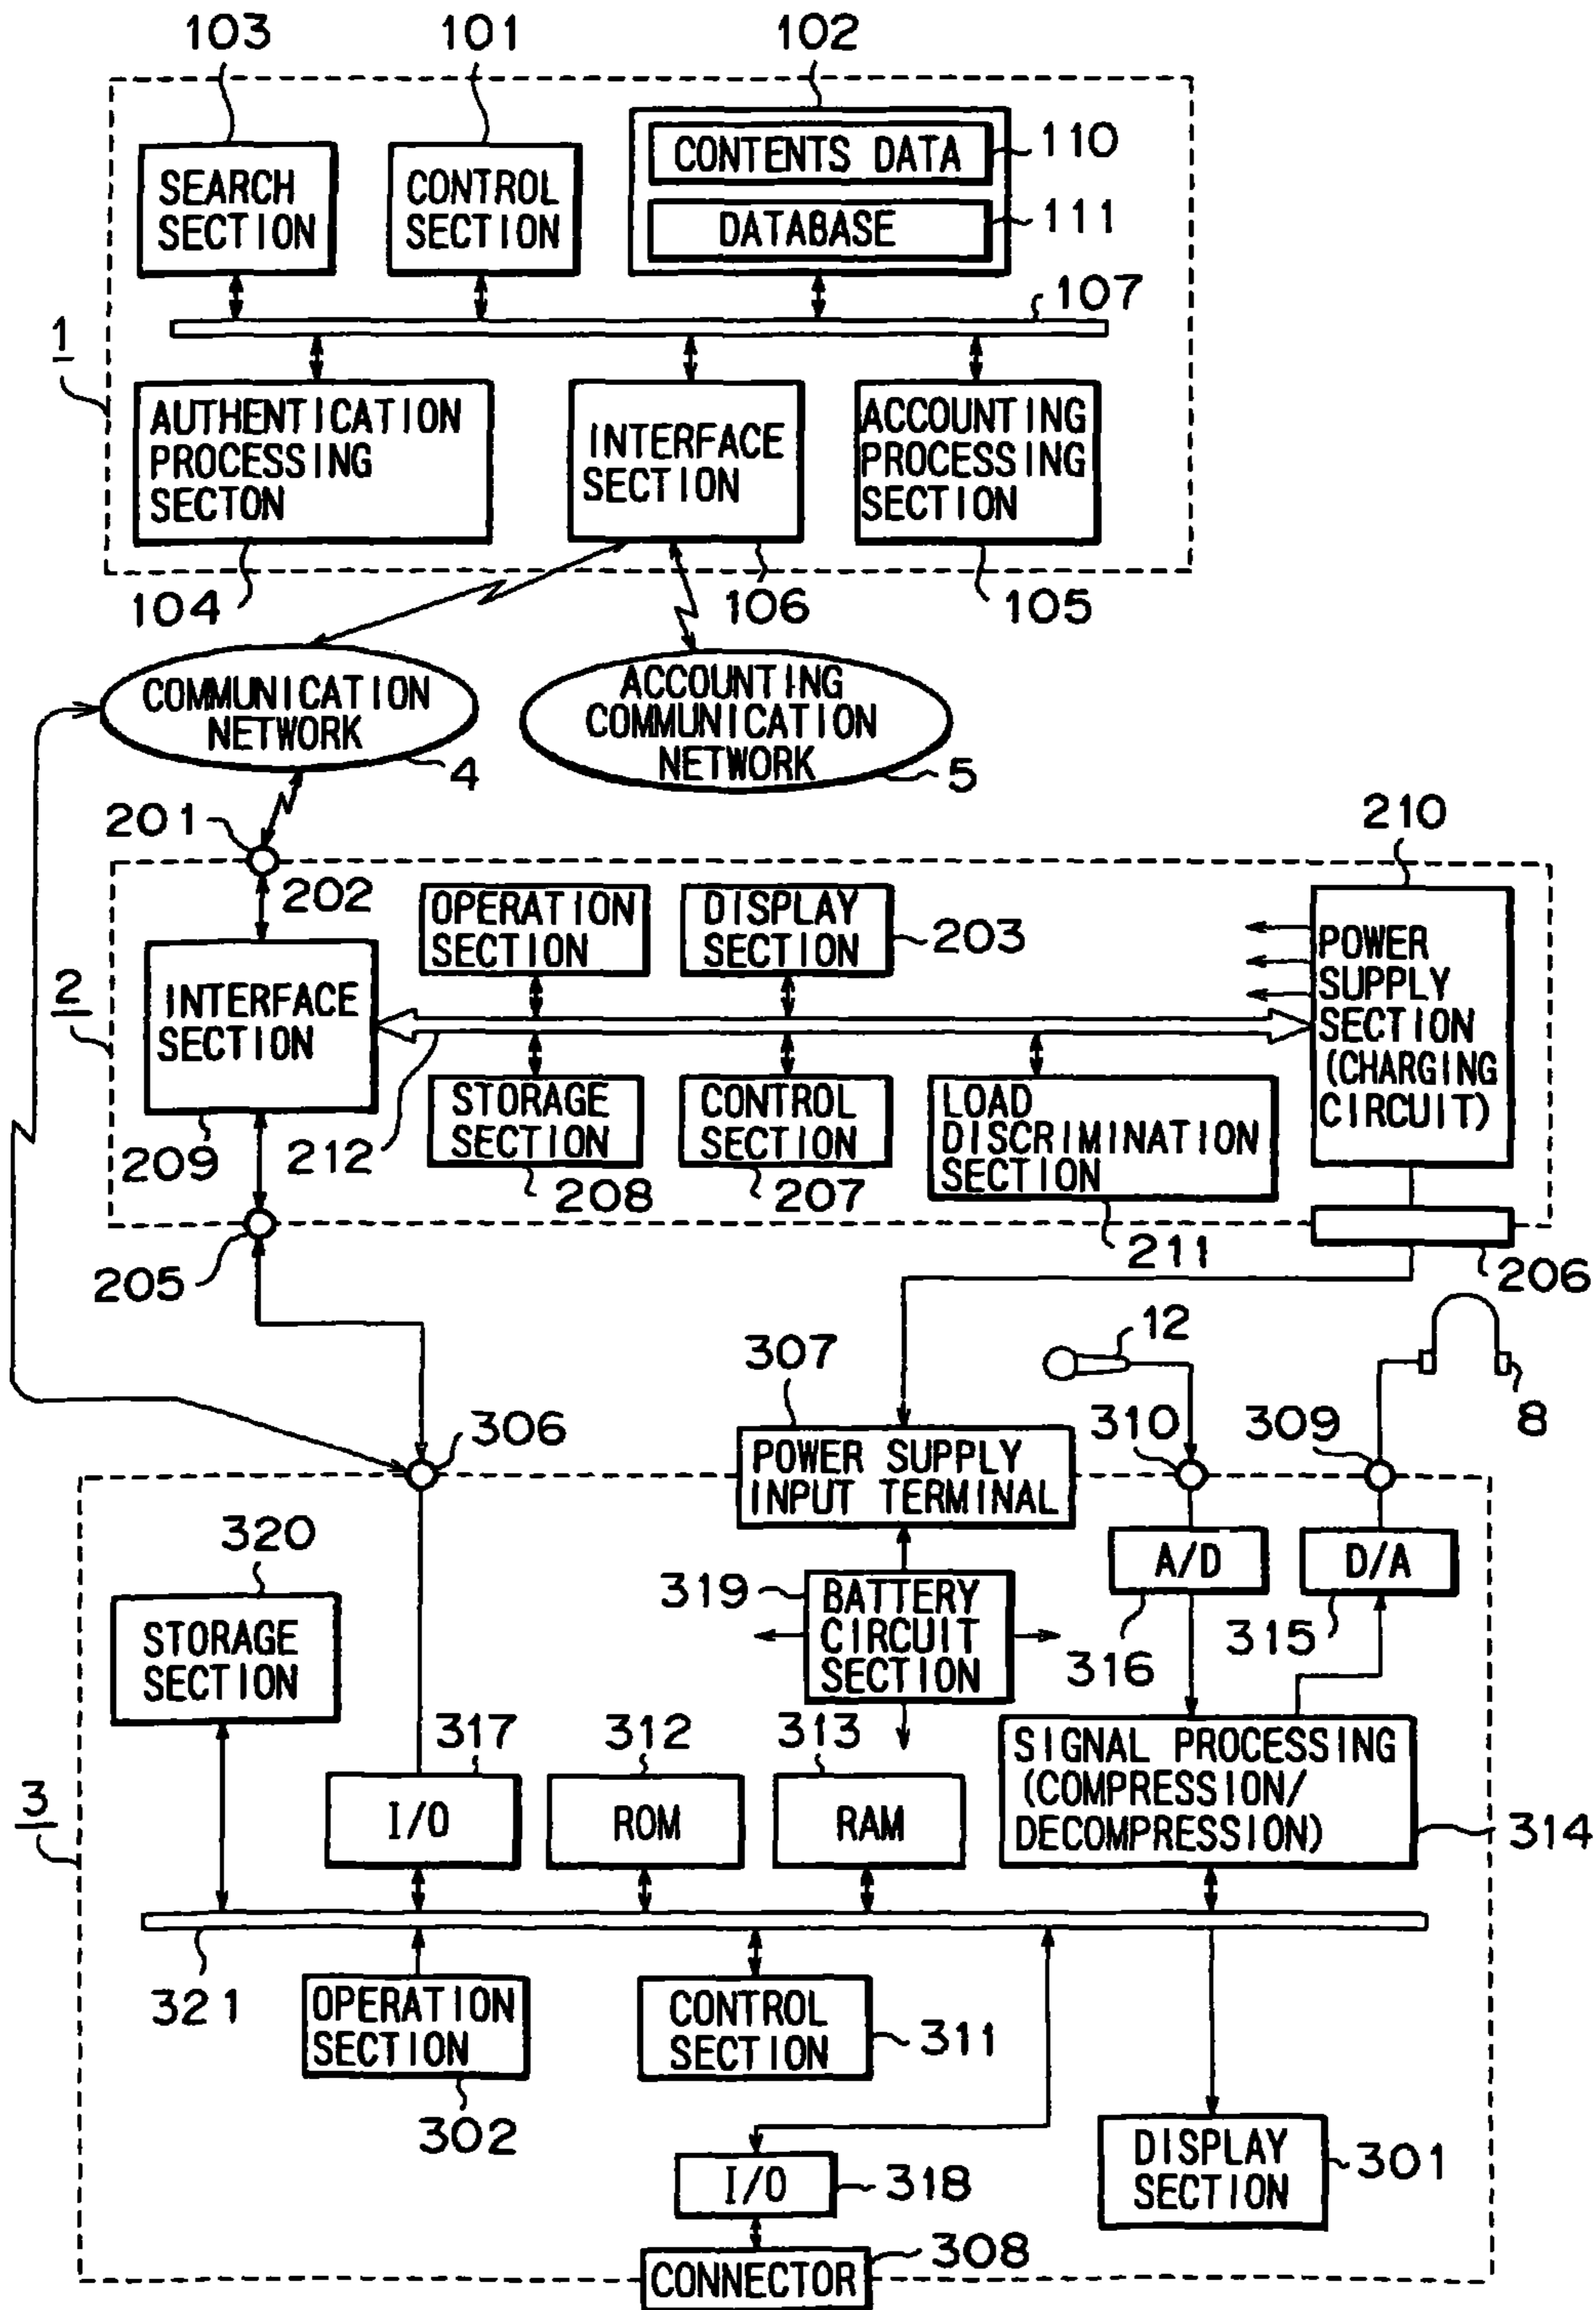 103
101
102
SEARCH
SECTION
CONTROL
SECTION
CONTENTS DATA
110
DATABASE
111
107
1
AUTHENTICATION
PROCESSING
SECTON
INTERFACE
SECTION
ACCOUNTING
PROCESSING
SECTION
104
106
105
COMMUNICATION
NETWORK
4
ACCOUNTING
COMMUNICATION
NETWORK
5
201
210
202
OPERATION
SECTION
DISPLAY
SECTION
203
POWER
SUPPLY
SECTION
(CHARGING
CIRCUIT)
2
INTERFACE
SECTION
STORAGE
SECTION
CONTROL
SECTION
LOAD
DISCRIMINATION
SECTION
209
212
208
207
211
205
206
12
307
310
309
8
306
POWER SUPPLY
INPUT TERMINAL
320
A/D
D/A
319
BATTERY
CIRCUIT
SECTION
316
315
STORAGE
SECTION
317
312
313
SIGNAL PROCESSING
(COMPRESSION/
DECOMPRESSION)
314
3
I/O
ROM
RAM
321
OPERATION
SECTION
CONTROL
SECTION
311
302
DISPLAY
SECTION
301
I/O
318
308
CONNECTOR